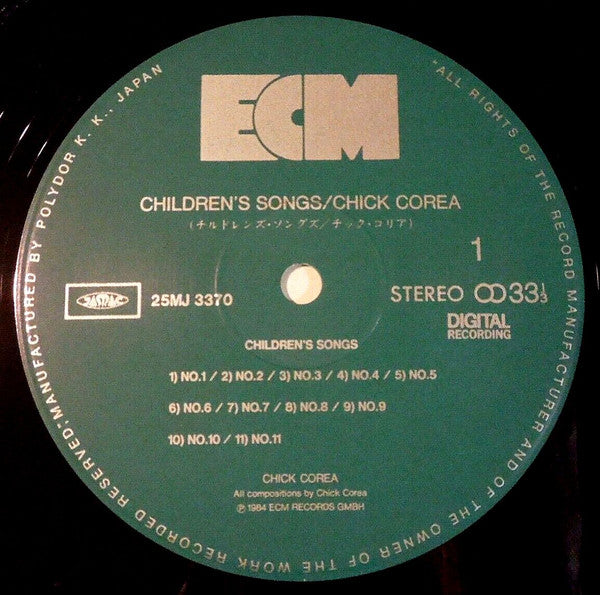 ECM
CHILDREN'S SONGS/CHICK COREA
(チルドレンズ・ソングズ/チック・コリア)
1
JASRAC
25MJ 3370
STEREO 33⅓
DIGITAL
RECORDING
CHILDREN'S SONGS
1) NO.1 / 2) NO.2 / 3) NO.3 / 4) NO.4 / 5) NO.5
6) NO.6 / 7) NO.7 / 8) NO.8 / 9) NO.9
10) NO.10 / 11) NO.11
CHICK COREA
All compositions by Chick Corea
℗ 1984 ECM RECORDS GMBH
"ALL RIGHTS OF THE RECORD MANUFACTURER AND OF THE OWNER OF THE WORK RECORDED RESERVED;MANUFACTURED BY POLYDOR K. K., JAPAN